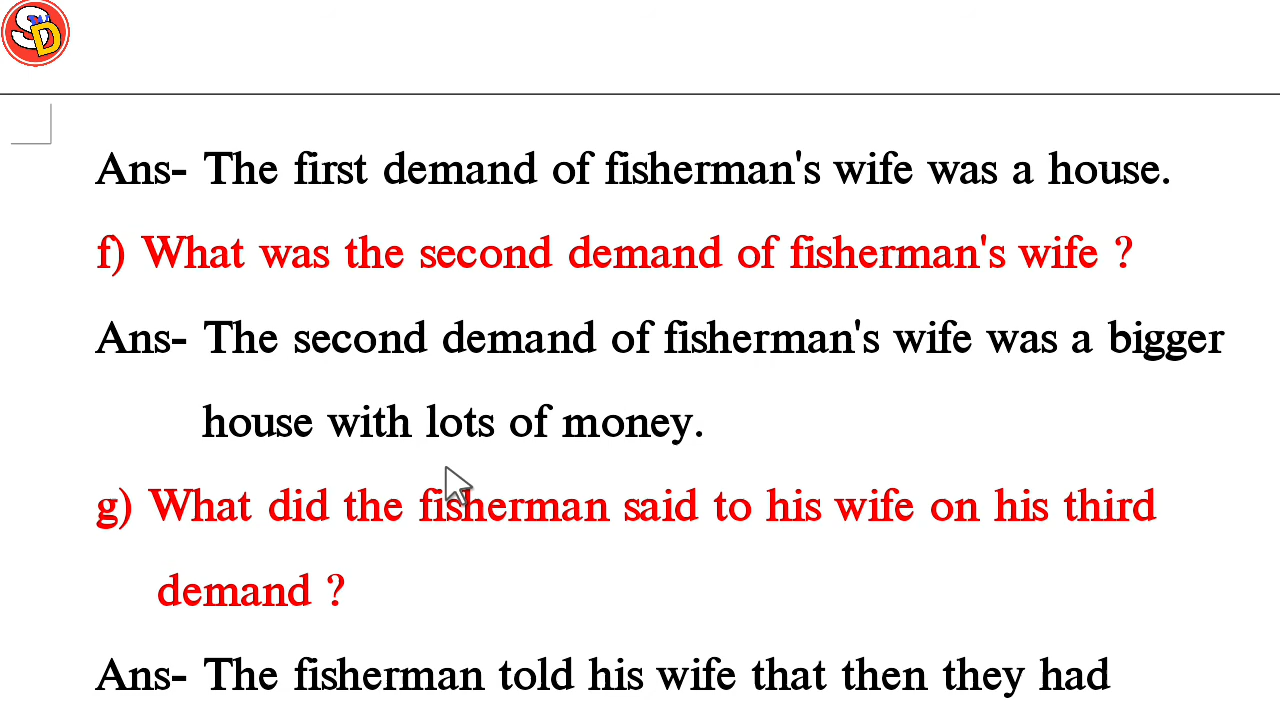 SD
Ans- The first demand of fisherman's wife was a house.
f) What was the second demand of fisherman's wife ?
Ans- The second demand of fisherman's wife was a bigger
house with lots of money.
g) What did the fisherman said to his wife on his third
demand ?
Ans- The fisherman told his wife that then they had